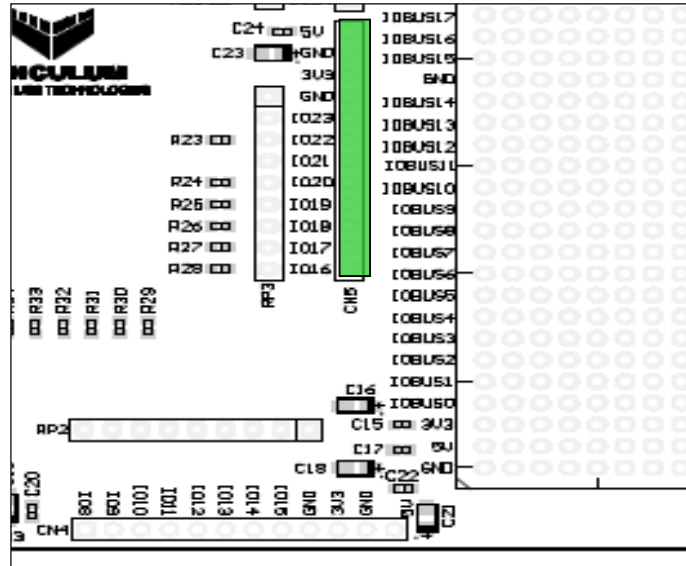 C24
5V
C23
+GND
3V3
GND
IO23
IO22
IO21
IO20
IO19
IO18
IO17
IO16
R23
R24
R25
R26
R27
R28
RP3
CN5
IOBUS17
IOBUS16
IOBUS15
GND
IOBUS14
IOBUS13
IOBUS12
IOBUS11
IOBUS10
IOBUS9
IOBUS8
IOBUS7
IOBUS6
IOBUS5
IOBUS4
IOBUS3
IOBUS2
IOBUS1
IOBUS0
3V3
5V
GND
R33
R32
R31
R30
R29
C16
C15
C17
C18
C22
RP2
C20
IO8
IO9
IO10
IO11
IO12
IO13
IO14
IO15
GND
3V3
GND
5V
CN4
C21